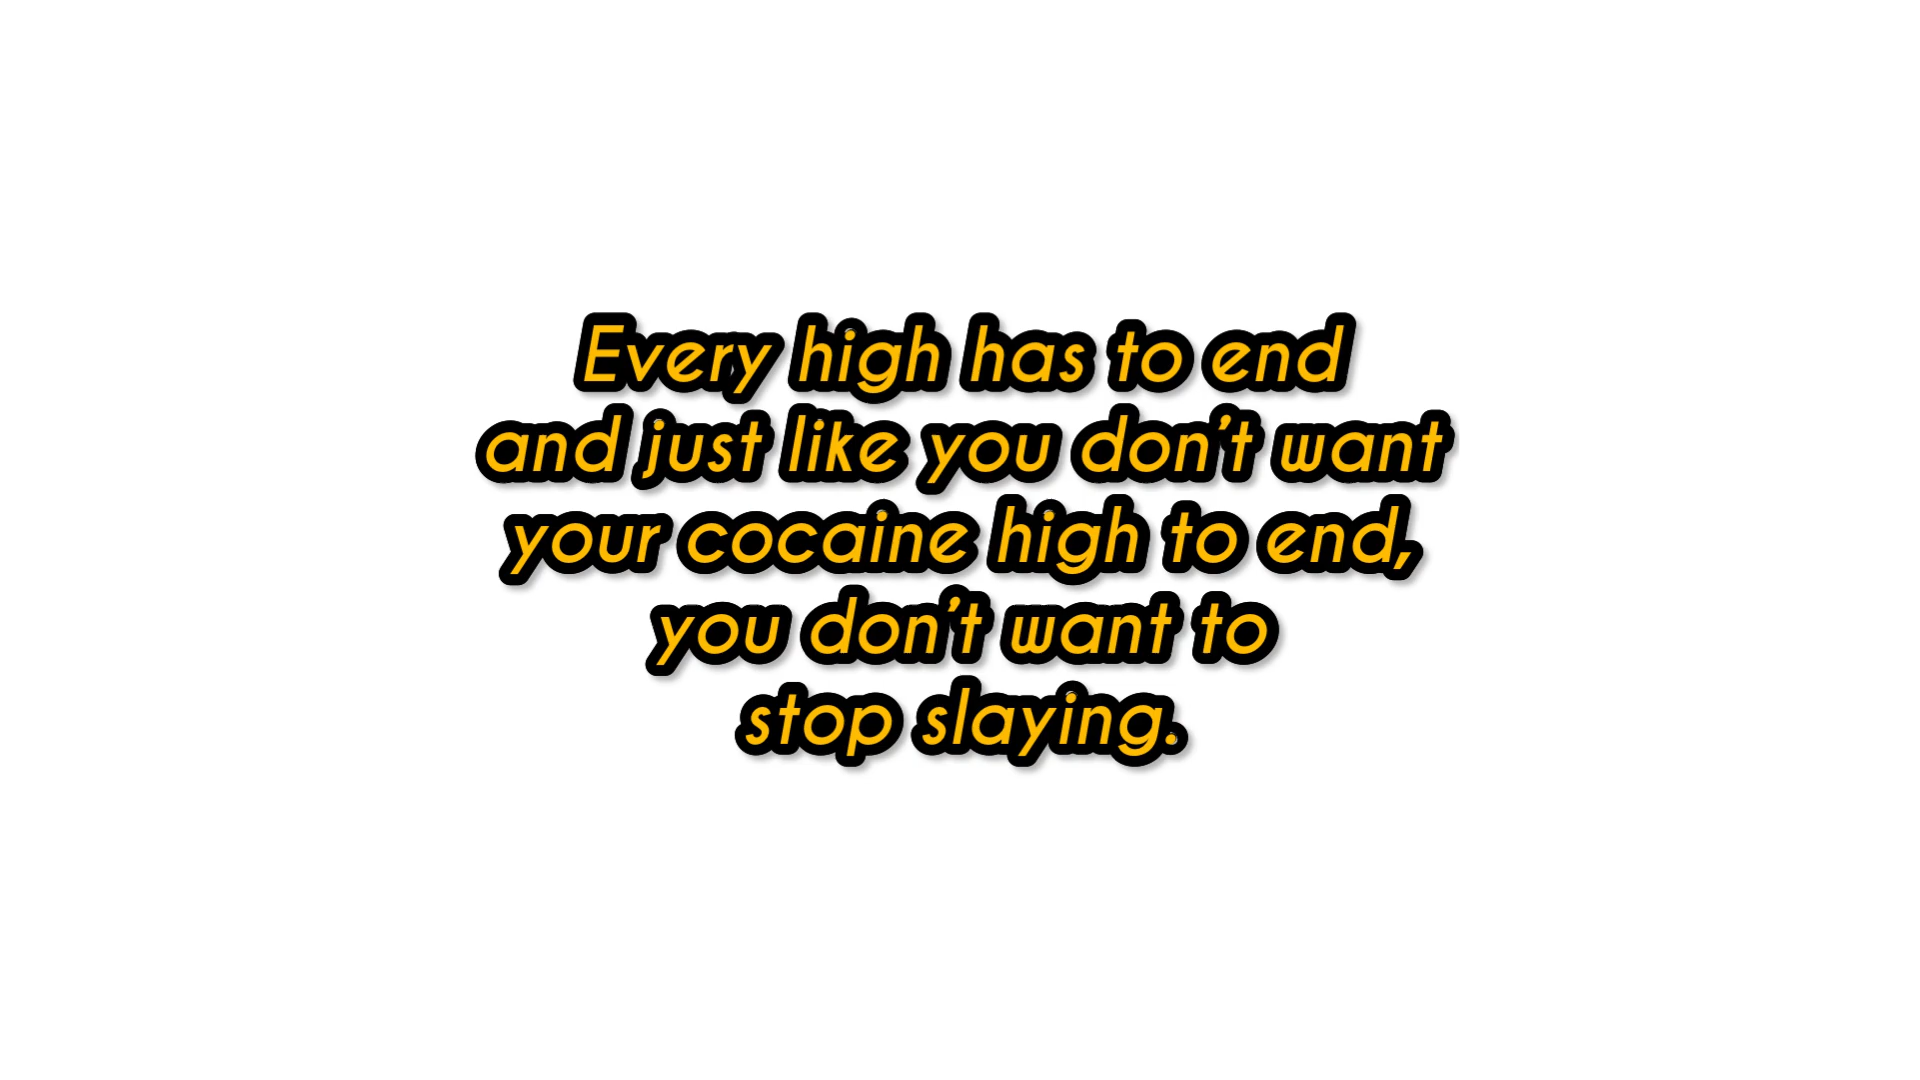 Every high has to end
and just like you don't want
your cocaine high to end,
you don't want to
stop slaying.